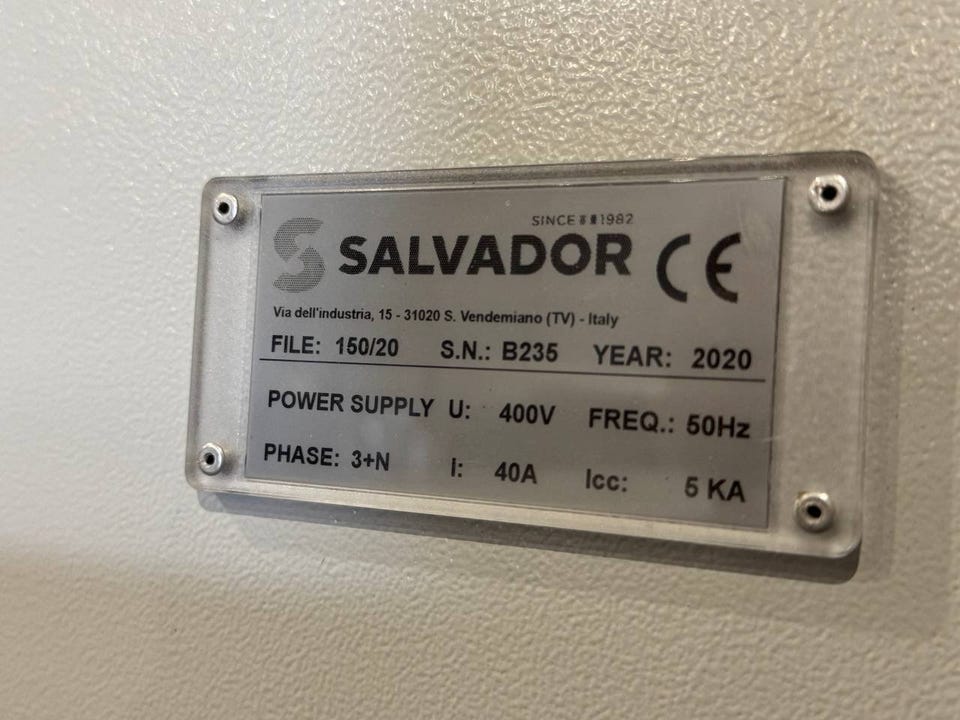 SINCE 1982
SALVADOR CE
Via dell'industria, 15 - 31020 S. Vendemiano (TV) - Italy
FILE: 150/20 S.N.: B235 YEAR: 2020
POWER SUPPLY U: 400V FREQ.: 50Hz
PHASE: 3+N I: 40A Icc: 5 KA